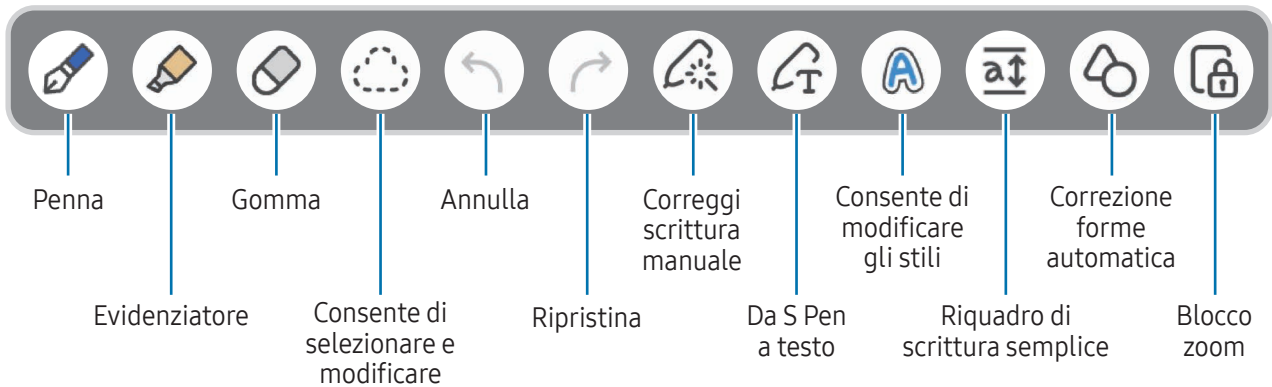 Penna
Gomma
Annulla
Correggi
scrittura
manuale
Consente di
modificare
gli stili
Correzione
forme
automatica
Evidenziatore
Consente di
selezionare e
modificare
Ripristina
Da S Pen
a testo
Riquadro di
scrittura semplice
Blocco
zoom